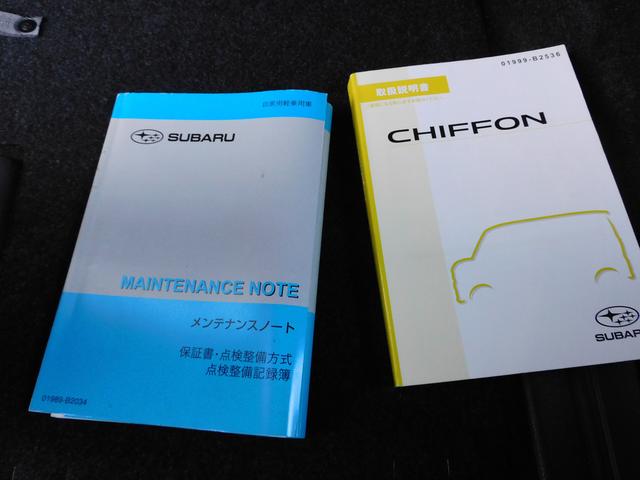 自家用軽乗用車
SUBARU
MAINTENANCE NOTE
メンテナンスノート
保証書・点検整備方式
点検整備記録簿
01989-B2034
01999-B2536
取扱説明書
CHIFFON
SUBARU